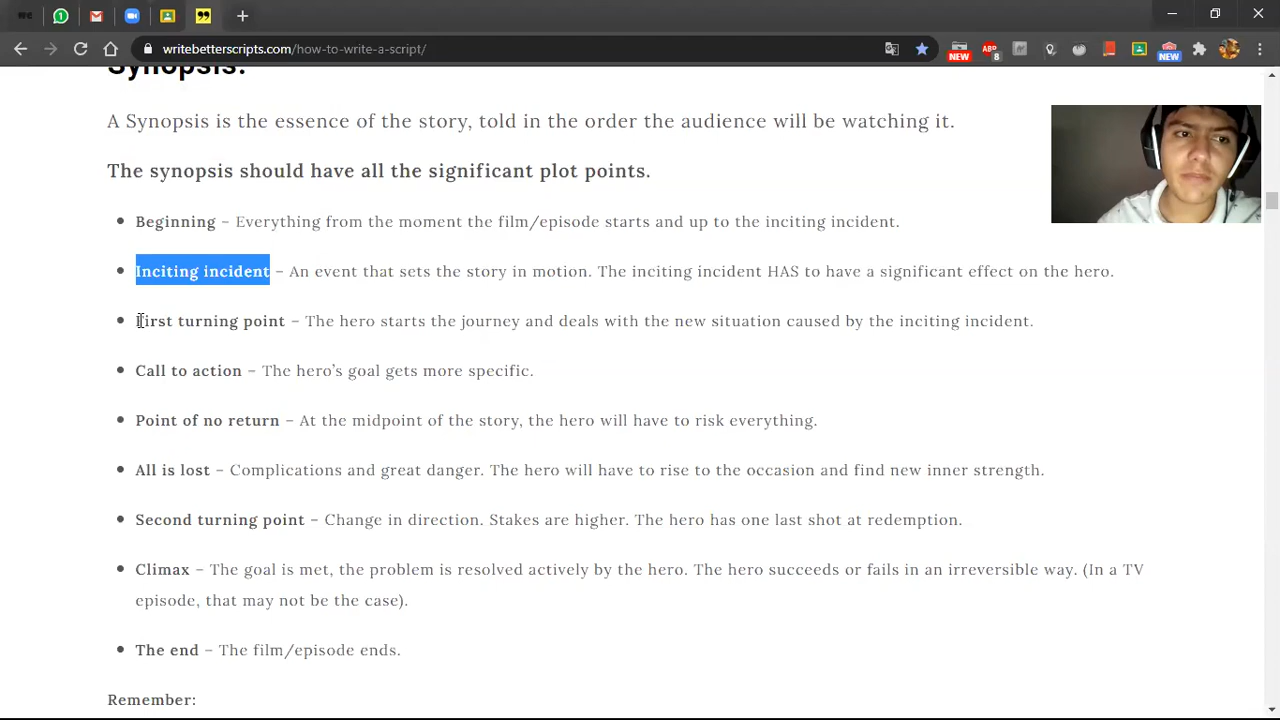 writebetterscripts.com/how-to-write-a-script/
NEW
ABP
8
NEW
Synopsis:
A Synopsis is the essence of the story, told in the order the audience will be watching it.
The synopsis should have all the significant plot points.
Beginning – Everything from the moment the film/episode starts and up to the inciting incident.
Inciting incident – An event that sets the story in motion. The inciting incident HAS to have a significant effect on the hero.
First turning point – The hero starts the journey and deals with the new situation caused by the inciting incident.
Call to action – The hero’s goal gets more specific.
Point of no return – At the midpoint of the story, the hero will have to risk everything.
All is lost – Complications and great danger. The hero will have to rise to the occasion and find new inner strength.
Second turning point – Change in direction. Stakes are higher. The hero has one last shot at redemption.
Climax – The goal is met, the problem is resolved actively by the hero. The hero succeeds or fails in an irreversible way. (In a TV
episode, that may not be the case).
The end – The film/episode ends.
Remember: